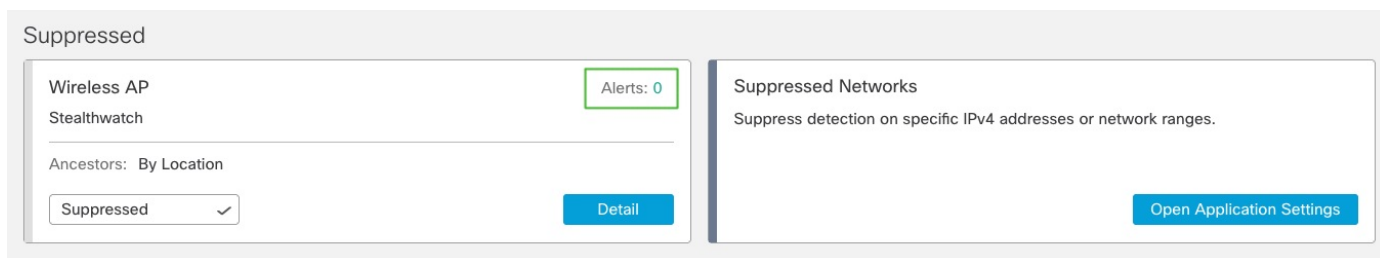 Suppressed
Wireless AP
Alerts: 0
Stealthwatch
Ancestors: By Location
Suppressed
Detail
Suppressed Networks
Suppress detection on specific IPv4 addresses or network ranges.
Open Application Settings